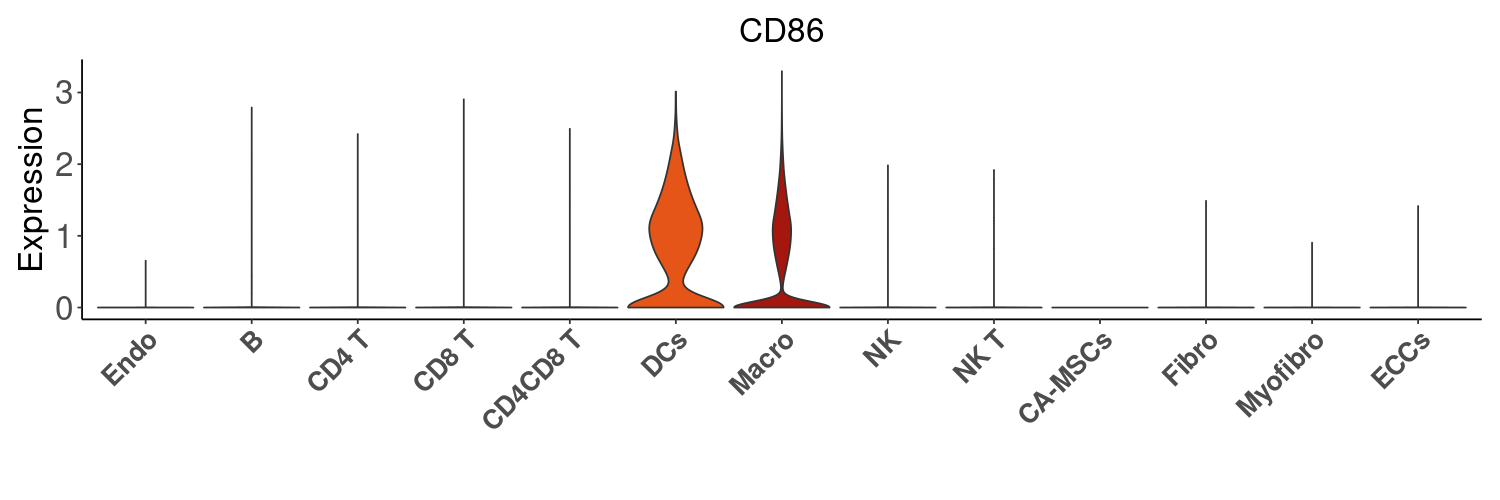 CD86
Expression
3
2
1
0
Endo
B
CD4 T
CD8 T
CD4CD8 T
DCs
Macro
NK
NK T
CA-MSCs
Fibro
Myofibro
ECCs